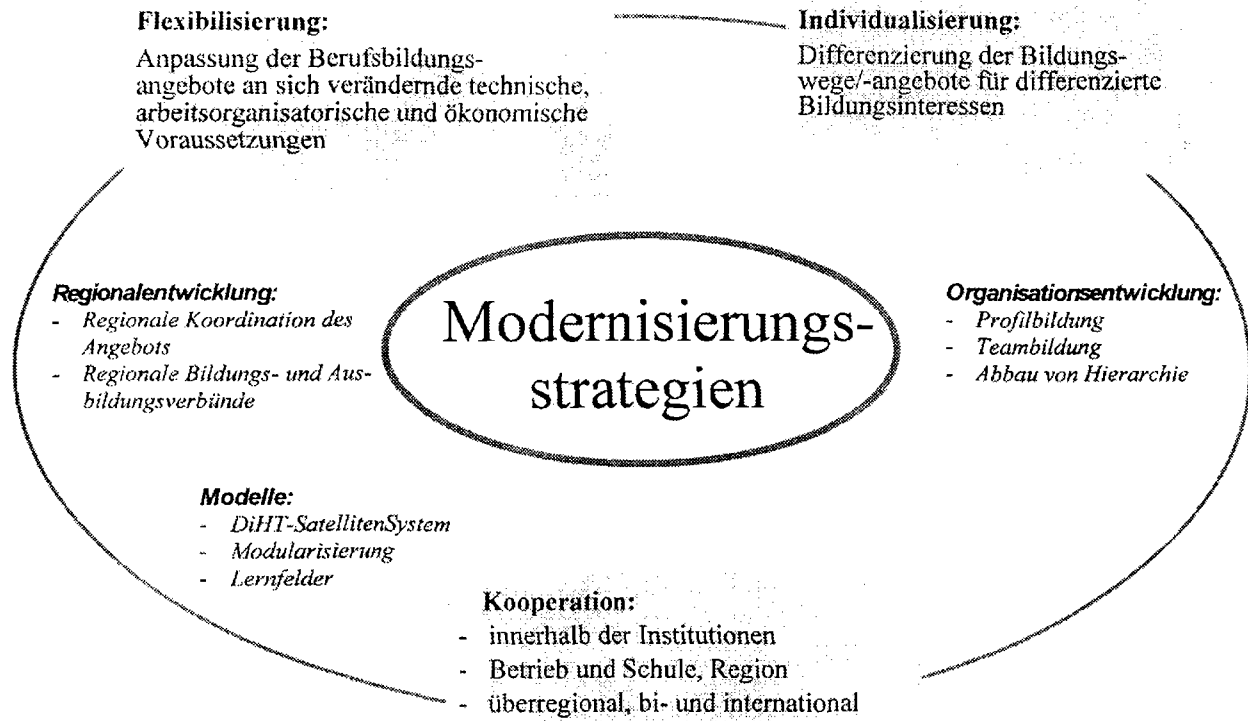 Flexibilisierung:
Anpassung der Berufsbildungs-
angebote an sich verändernde technische,
arbeitsorganisatorische und ökonomische
Voraussetzungen
Individualisierung:
Differenzierung der Bildungs-
wege/-angebote für differenzierte
Bildungsinteressen
Regionalentwicklung:
- Regionale Koordination des
Angebots
- Regionale Bildungs- und Aus-
bildungsverbünde
Modernisierungs-
strategien
Organisationsentwicklung:
- Profilbildung
- Teambildung
- Abbau von Hierarchie
Modelle:
- DiHT-SatellitenSystem
- Modularisierung
- Lernfelder
Kooperation:
- innerhalb der Institutionen
- Betrieb und Schule, Region
- überregional, bi- und international